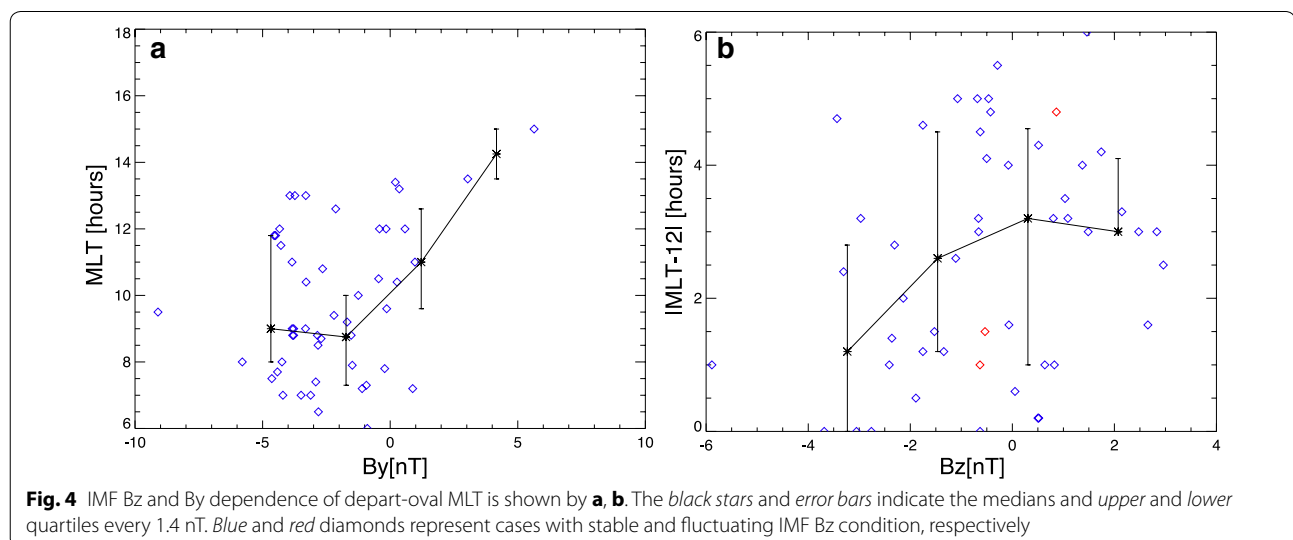 a
b
18
16
14
12
10
8
6
MLT [hours]
-10
-5
0
5
10
By[nT]
6
4
2
0
IMLT-12I [hours]
-6
-4
-2
0
2
4
Bz[nT]
Fig. 4 IMF Bz and By dependence of depart-oval MLT is shown by a, b. The black stars and error bars indicate the medians and upper and lower
quartiles every 1.4 nT. Blue and red diamonds represent cases with stable and fluctuating IMF Bz condition, respectively